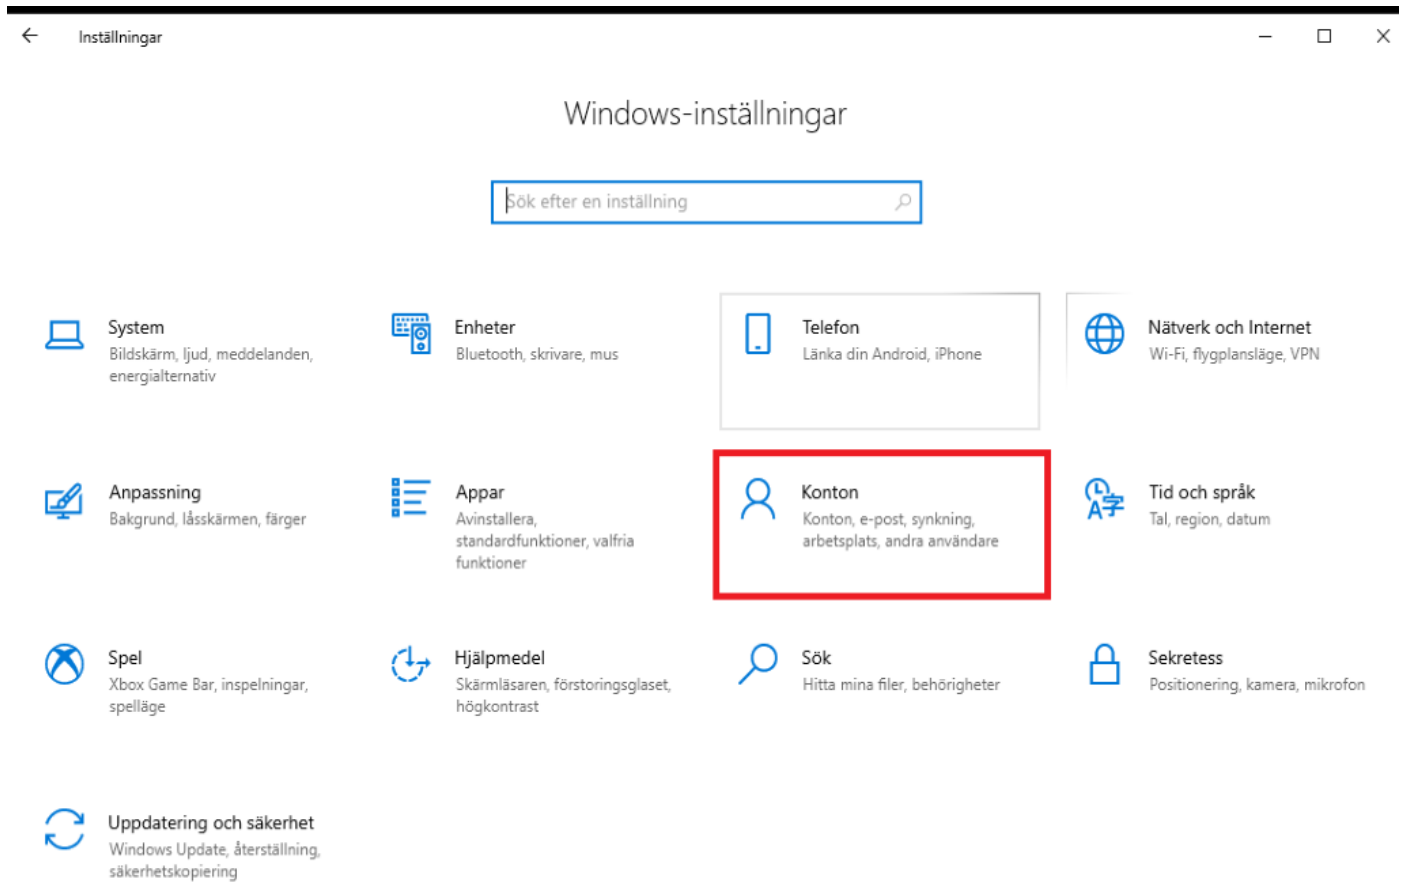 Inställningar
Windows-inställningar
Sök efter en inställning
System
Bildskärm, ljud, meddelanden,
energialternativ
Enheter
Bluetooth, skrivare, mus
Telefon
Länka din Android, iPhone
Nätverk och Internet
Wi-Fi, flygplansläge, VPN
Anpassning
Bakgrund, låsskärmen, färger
Appar
Avinstallera,
standardfunktioner, valfria
funktioner
Konton
Konton, e-post, synkning,
arbetsplats, andra användare
Tid och språk
Tal, region, datum
Spel
Xbox Game Bar, inspelningar,
spelläge
Hjälpmedel
Skärmläsaren, förstoringsglaset,
högkontrast
Sök
Hitta mina filer, behörigheter
Sekretess
Positionering, kamera, mikrofon
Uppdatering och säkerhet
Windows Update, återställning,
säkerhetskopiering